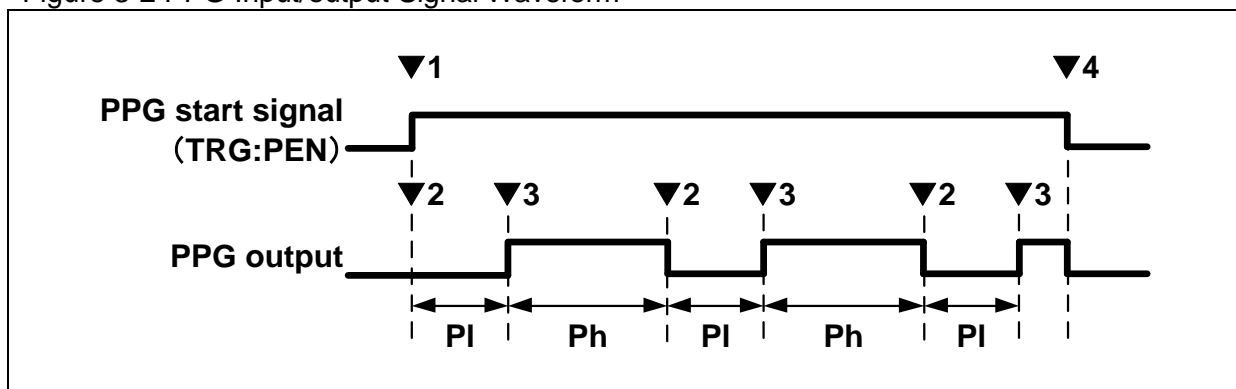 Figure 3-2 PPG Input/output Signal Waveform
▼1 ▼4
PPG start signal
（TRG:PEN）
▼2 ▼3 ▼2 ▼3 ▼2 ▼3
PPG output
Pl Ph Pl Ph Pl